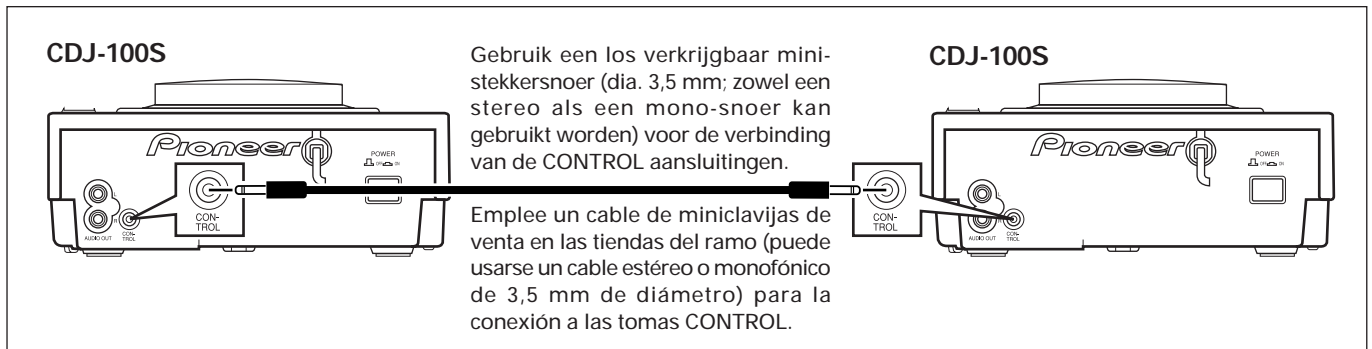 CDJ-100S
Gebruik een los verkrijgbaar mini-
stekkersnoer (dia. 3,5 mm; zowel een
stereo als een mono-snoer kan
gebruikt worden) voor de verbinding
van de CONTROL aansluitingen.
Emplee un cable de miniclavijas de
venta en las tiendas del ramo (puede
usarse un cable estéreo o monofónico
de 3,5 mm de diámetro) para la
conexión a las tomas CONTROL.
CDJ-100S
Pioneer
POWER
OFF ON
L
R
AUDIO OUT
CON-
TROL
CON-
TROL
Pioneer
POWER
OFF ON
CON-
TROL
AUDIO OUT
CON-
TROL